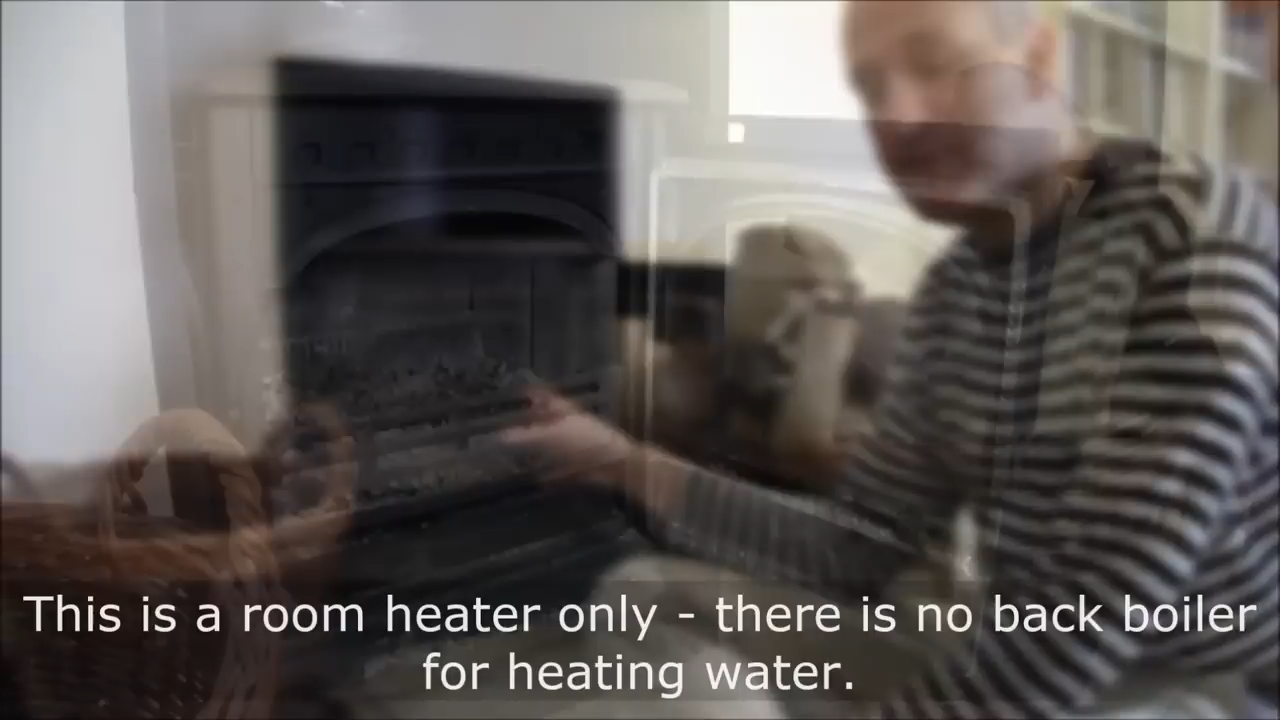 This is a room heater only - there is no back boiler
for heating water.